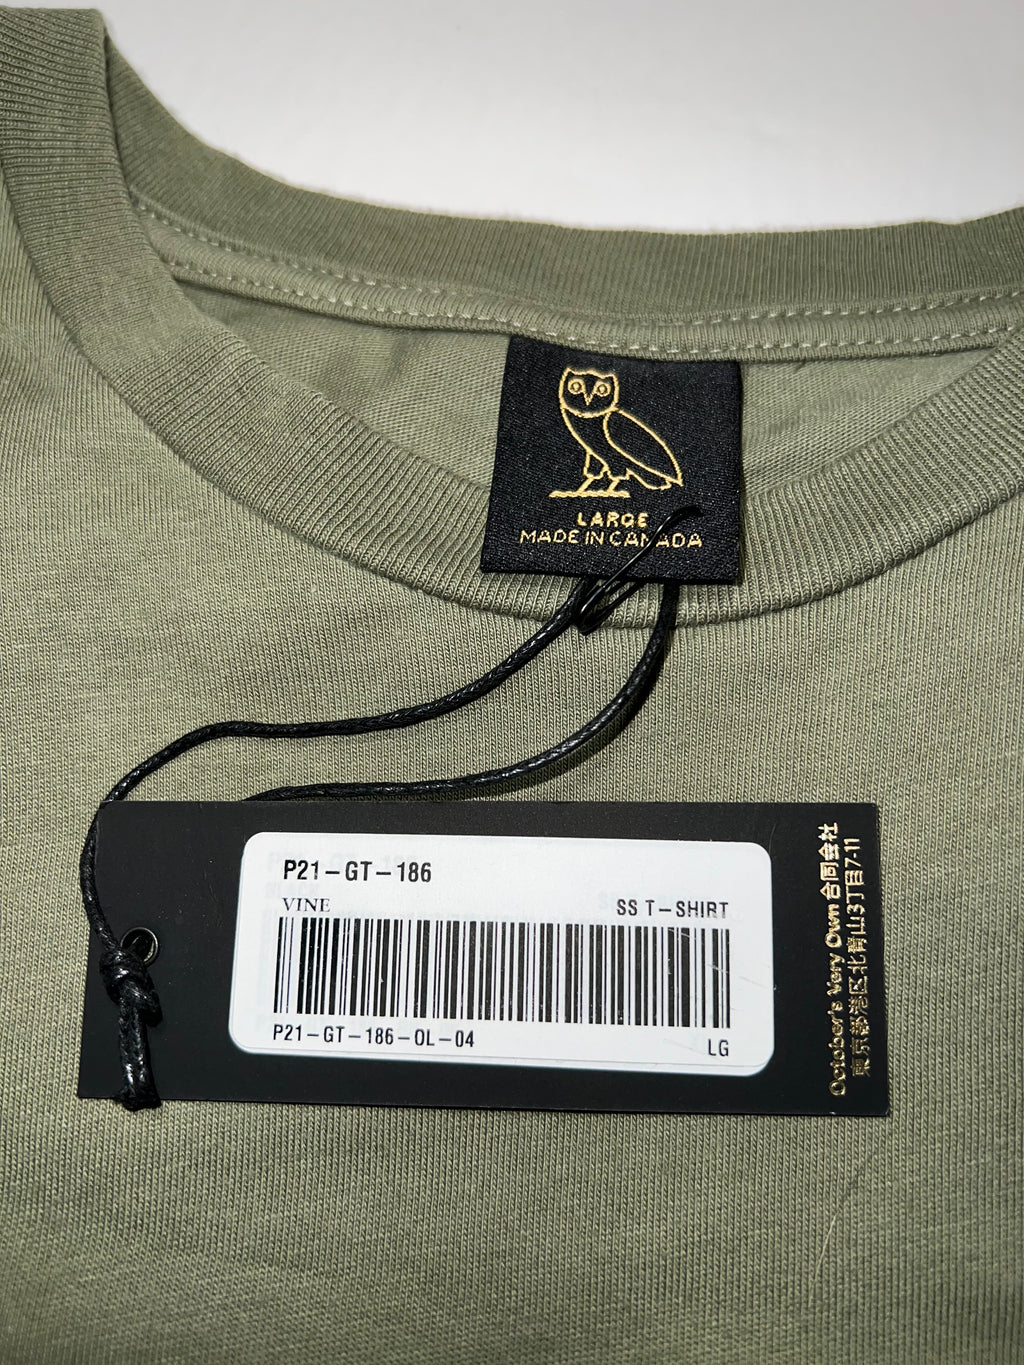 LARGE
MADE IN CANADA
P21-GT-186
VINE
SS T-SHIRT
P21-GT-186-OL-04
LG
October's Very Own 合同会社
東京都港区北青山3丁目7-11